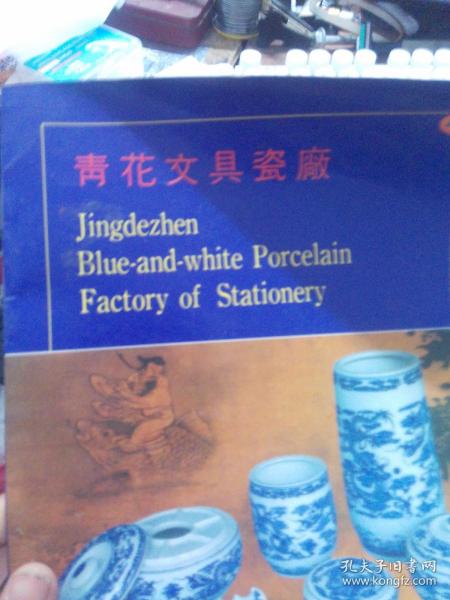 青花文具瓷廠
Jingdezhen
Blue-and-white Porcelain
Factory of Stationery
孔夫子旧书网
www.kongfz.com